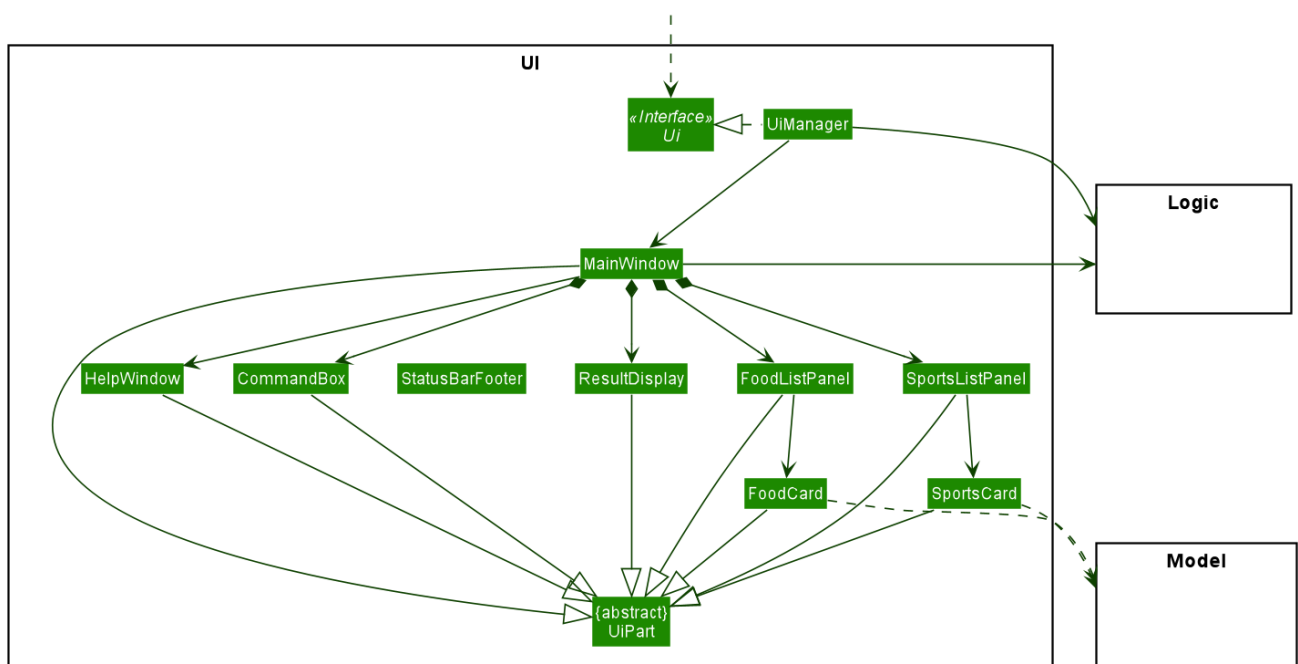 UI
«Interface»
Ui
UiManager
Logic
MainWindow
HelpWindow
CommandBox
StatusBarFooter
ResultDisplay
FoodListPanel
SportsListPanel
FoodCard
SportsCard
Model
{abstract}
UiPart